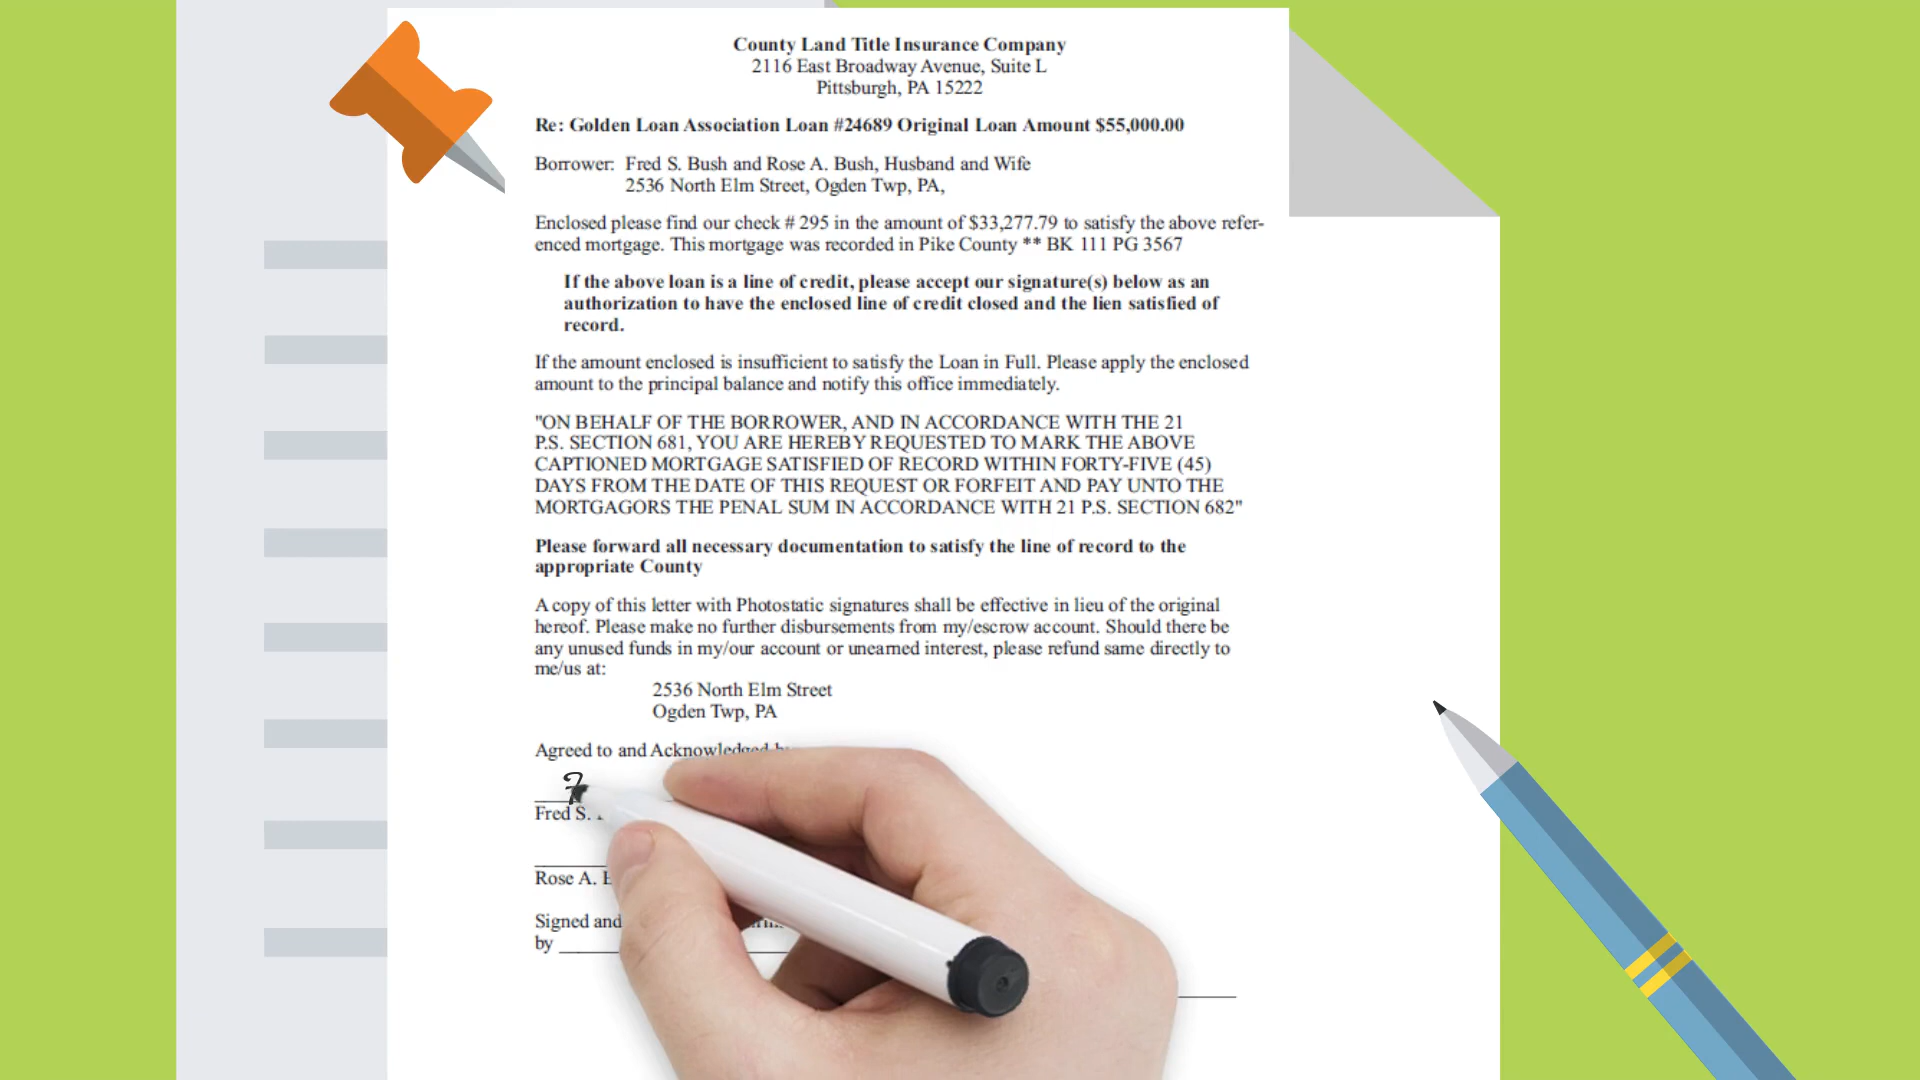 County Land Title Insurance Company
2116 East Broadway Avenue, Suite L
Pittsburgh, PA 15222
Re: Golden Loan Association Loan #24689 Original Loan Amount $55,000.00
Borrower: Fred S. Bush and Rose A. Bush, Husband and Wife
2536 North Elm Street, Ogden Twp, PA,
Enclosed please find our check # 295 in the amount of $33,277.79 to satisfy the above refer-
enced mortgage. This mortgage was recorded in Pike County ** BK 111 PG 3567
If the above loan is a line of credit, please accept our signature(s) below as an
authorization to have the enclosed line of credit closed and the lien satisfied of
record.
If the amount enclosed is insufficient to satisfy the Loan in Full. Please apply the enclosed
amount to the principal balance and notify this office immediately.
"ON BEHALF OF THE BORROWER, AND IN ACCORDANCE WITH THE 21
P.S. SECTION 681, YOU ARE HEREBY REQUESTED TO MARK THE ABOVE
CAPTIONED MORTGAGE SATISFIED OF RECORD WITHIN FORTY-FIVE (45)
DAYS FROM THE DATE OF THIS REQUEST OR FORFEIT AND PAY UNTO THE
MORTGAGORS THE PENAL SUM IN ACCORDANCE WITH 21 P.S. SECTION 682"
Please forward all necessary documentation to satisfy the line of record to the
appropriate County
A copy of this letter with Photostatic signatures shall be effective in lieu of the original
hereof. Please make no further disbursements from my/escrow account. Should there be
any unused funds in my/our account or unearned interest, please refund same directly to
me/us at:
2536 North Elm Street
Ogden Twp, PA
Agreed to and Acknowledged
Fred S.
Rose A.
Signed and
by